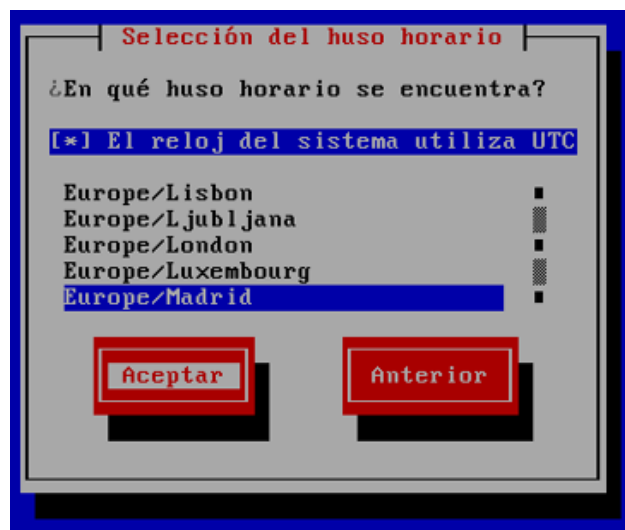 Selección del huso horario
¿En qué huso horario se encuentra?
[*] El reloj del sistema utiliza UTC
Europe/Lisbon
Europe/Ljubljana
Europe/London
Europe/Luxembourg
Europe/Madrid
Aceptar Anterior